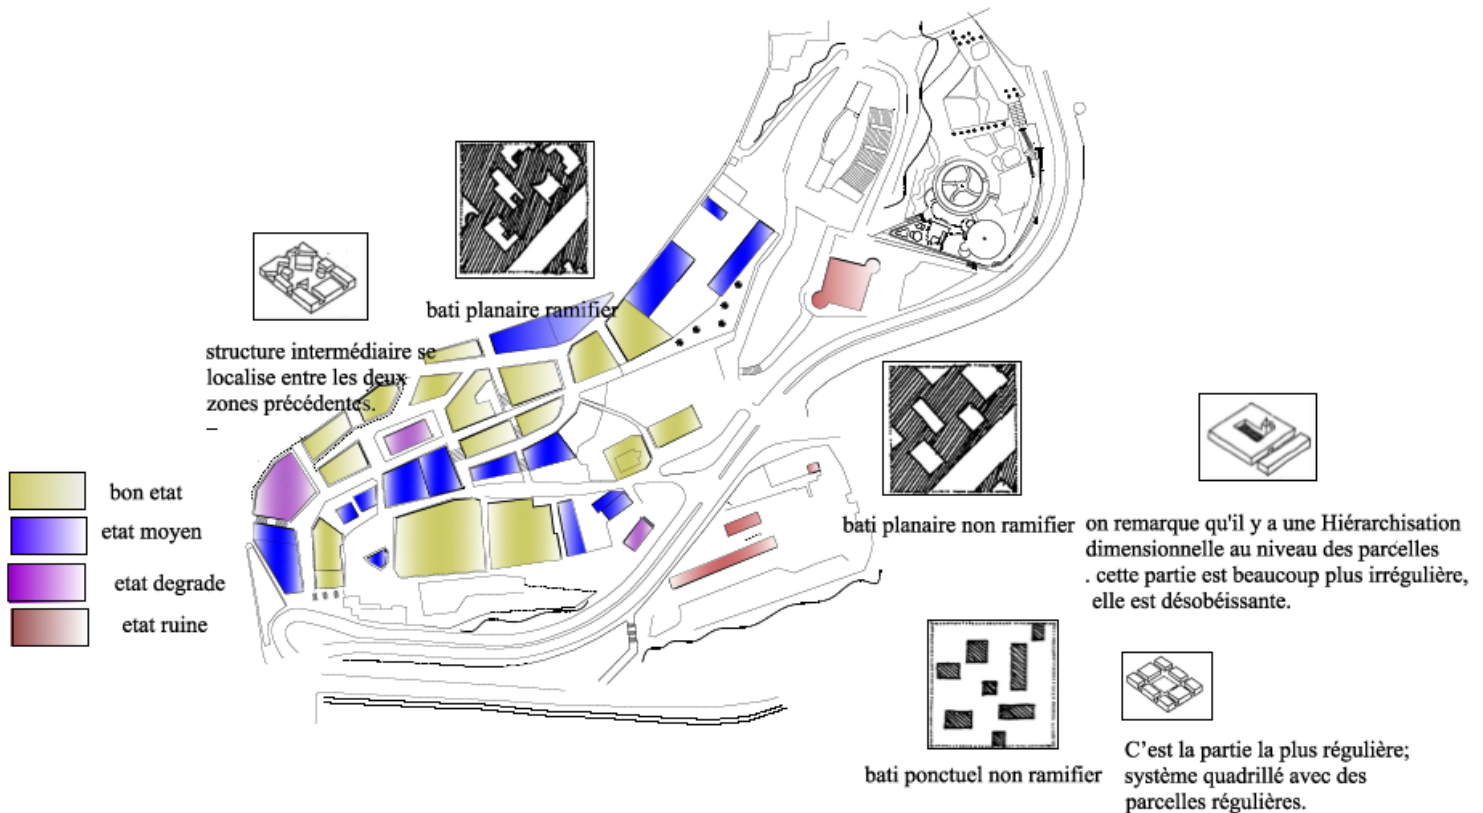 bati planaire ramifier
structure intermédiaire se
localise entre les deux
zones précédentes.
–
bon etat
etat moyen
etat degrade
etat ruine
bati planaire non ramifier
on remarque qu'il y a une Hiérarchisation
dimensionnelle au niveau des parcelles
. cette partie est beaucoup plus irrégulière,
elle est désobéissante.
bati ponctuel non ramifier
C’est la partie la plus régulière;
système quadrillé avec des
parcelles régulières.